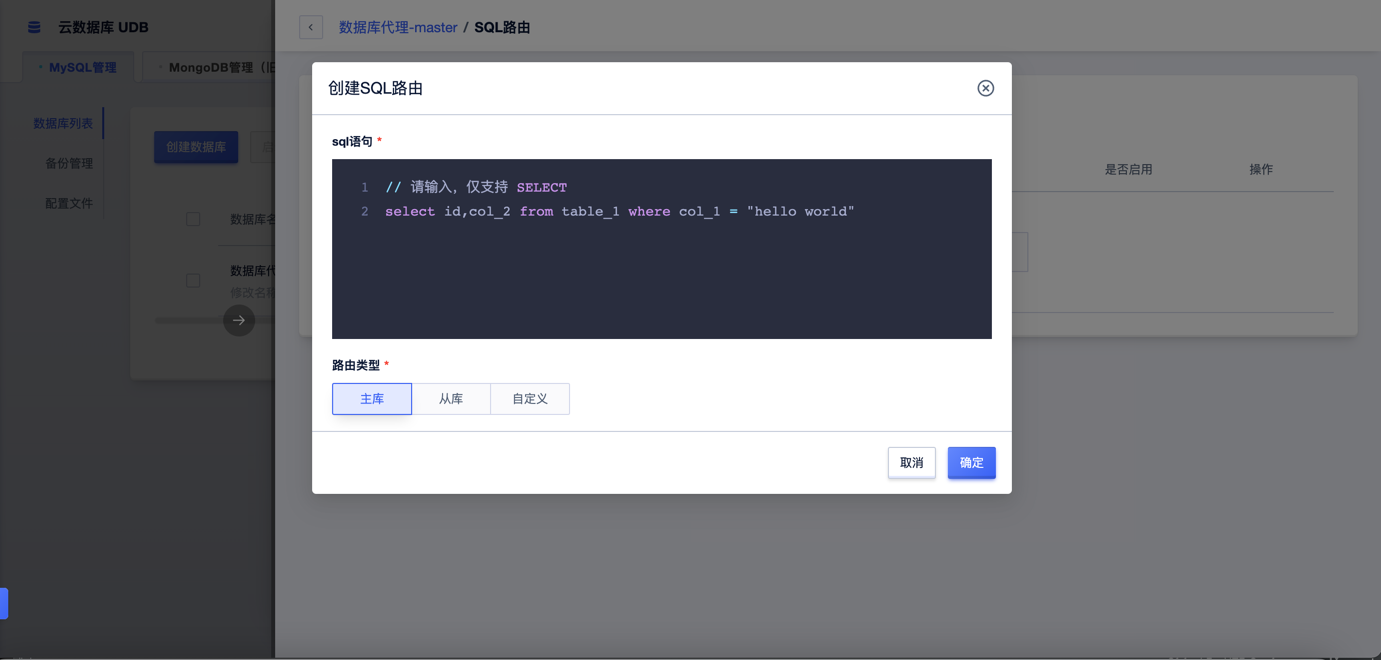 云数据库 UDB
数据库代理-master / SQL路由
MySQL管理
MongoDB管理（旧
创建SQL路由
数据库列表
备份管理
配置文件
创建数据库
sql语句 *
1 // 请输入，仅支持 SELECT
2 select id,col_2 from table_1 where col_1 = "hello world"
是否启用
操作
数据库名
数据库代
修改名称
路由类型 *
主库
从库
自定义
取消
确定